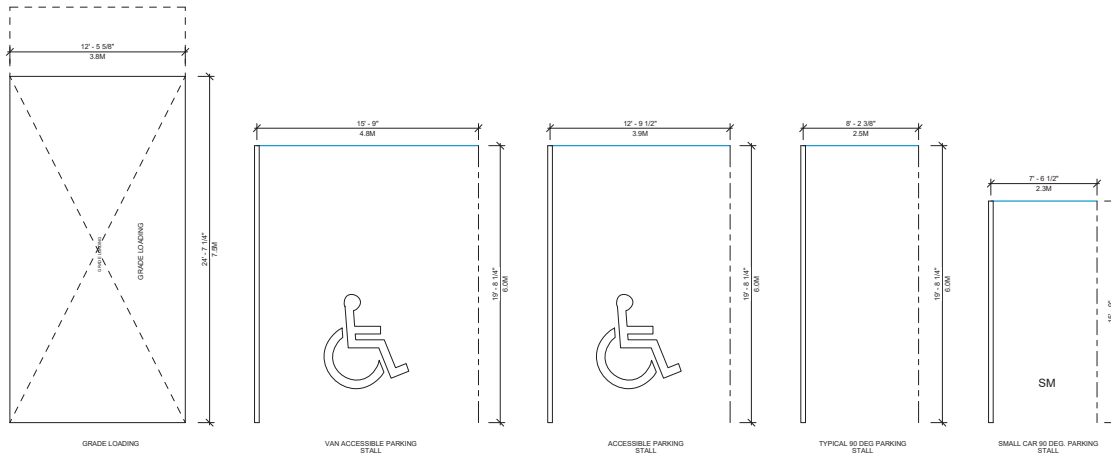 12' - 5 5/8"
3.8M
24' - 7 1/4"
7.5M
GRADE LOADING
GRADE LOADING
GRADE LOADING
15' - 9"
4.8M
19' - 8 1/4"
6.0M
VAN ACCESSIBLE PARKING
STALL
12' - 9 1/2"
3.9M
19' - 8 1/4"
6.0M
ACCESSIBLE PARKING
STALL
8' - 2 3/8"
2.5M
19' - 8 1/4"
6.0M
TYPICAL 90 DEG PARKING
STALL
7' - 6 1/2"
2.3M
SM
SMALL CAR 90 DEG. PARKING
STALL